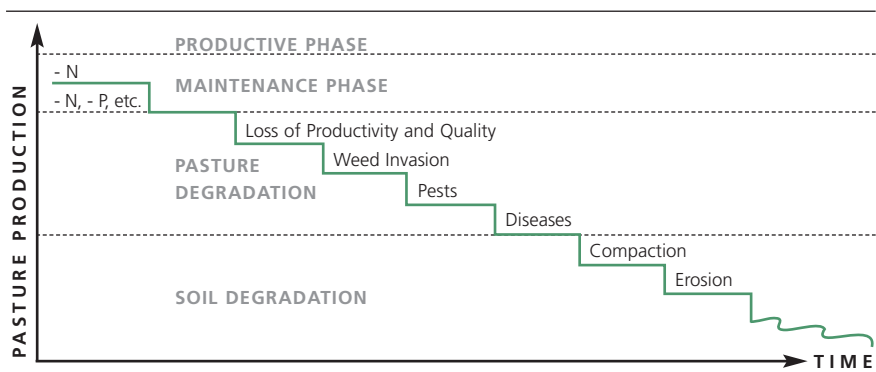 PRODUCTIVE PHASE
- N
MAINTENANCE PHASE
- N, - P, etc.
Loss of Productivity and Quality
Weed Invasion
PASTURE
DEGRADATION
Pests
Diseases
Compaction
Erosion
SOIL DEGRADATION
PASTURE PRODUCTION
TIME